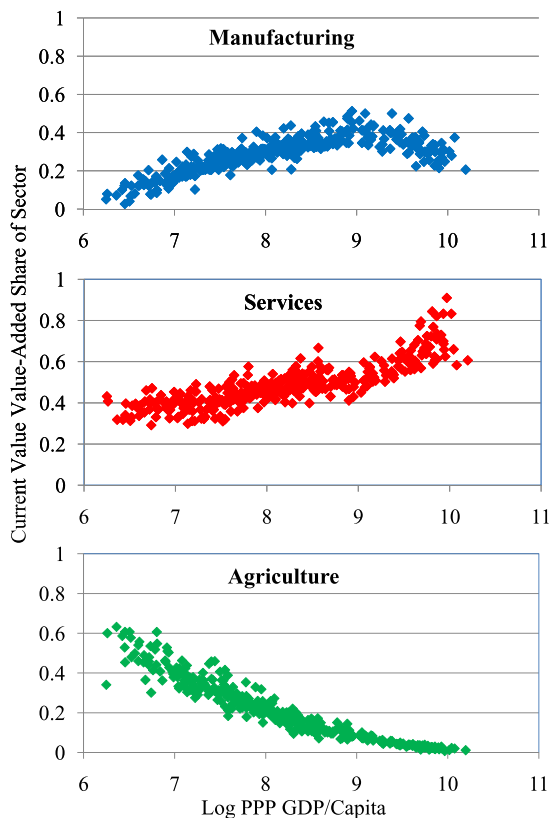 Current Value Value-Added Share of Sector
Manufacturing
1
0.8
0.6
0.4
0.2
0
6 7 8 9 10 11
Services
1
0.8
0.6
0.4
0.2
0
6 7 8 9 10 11
Agriculture
1
0.8
0.6
0.4
0.2
0
6 7 8 9 10 11
Log PPP GDP/Capita